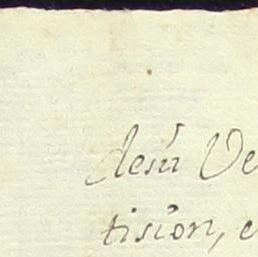 desú Ve
tision, e